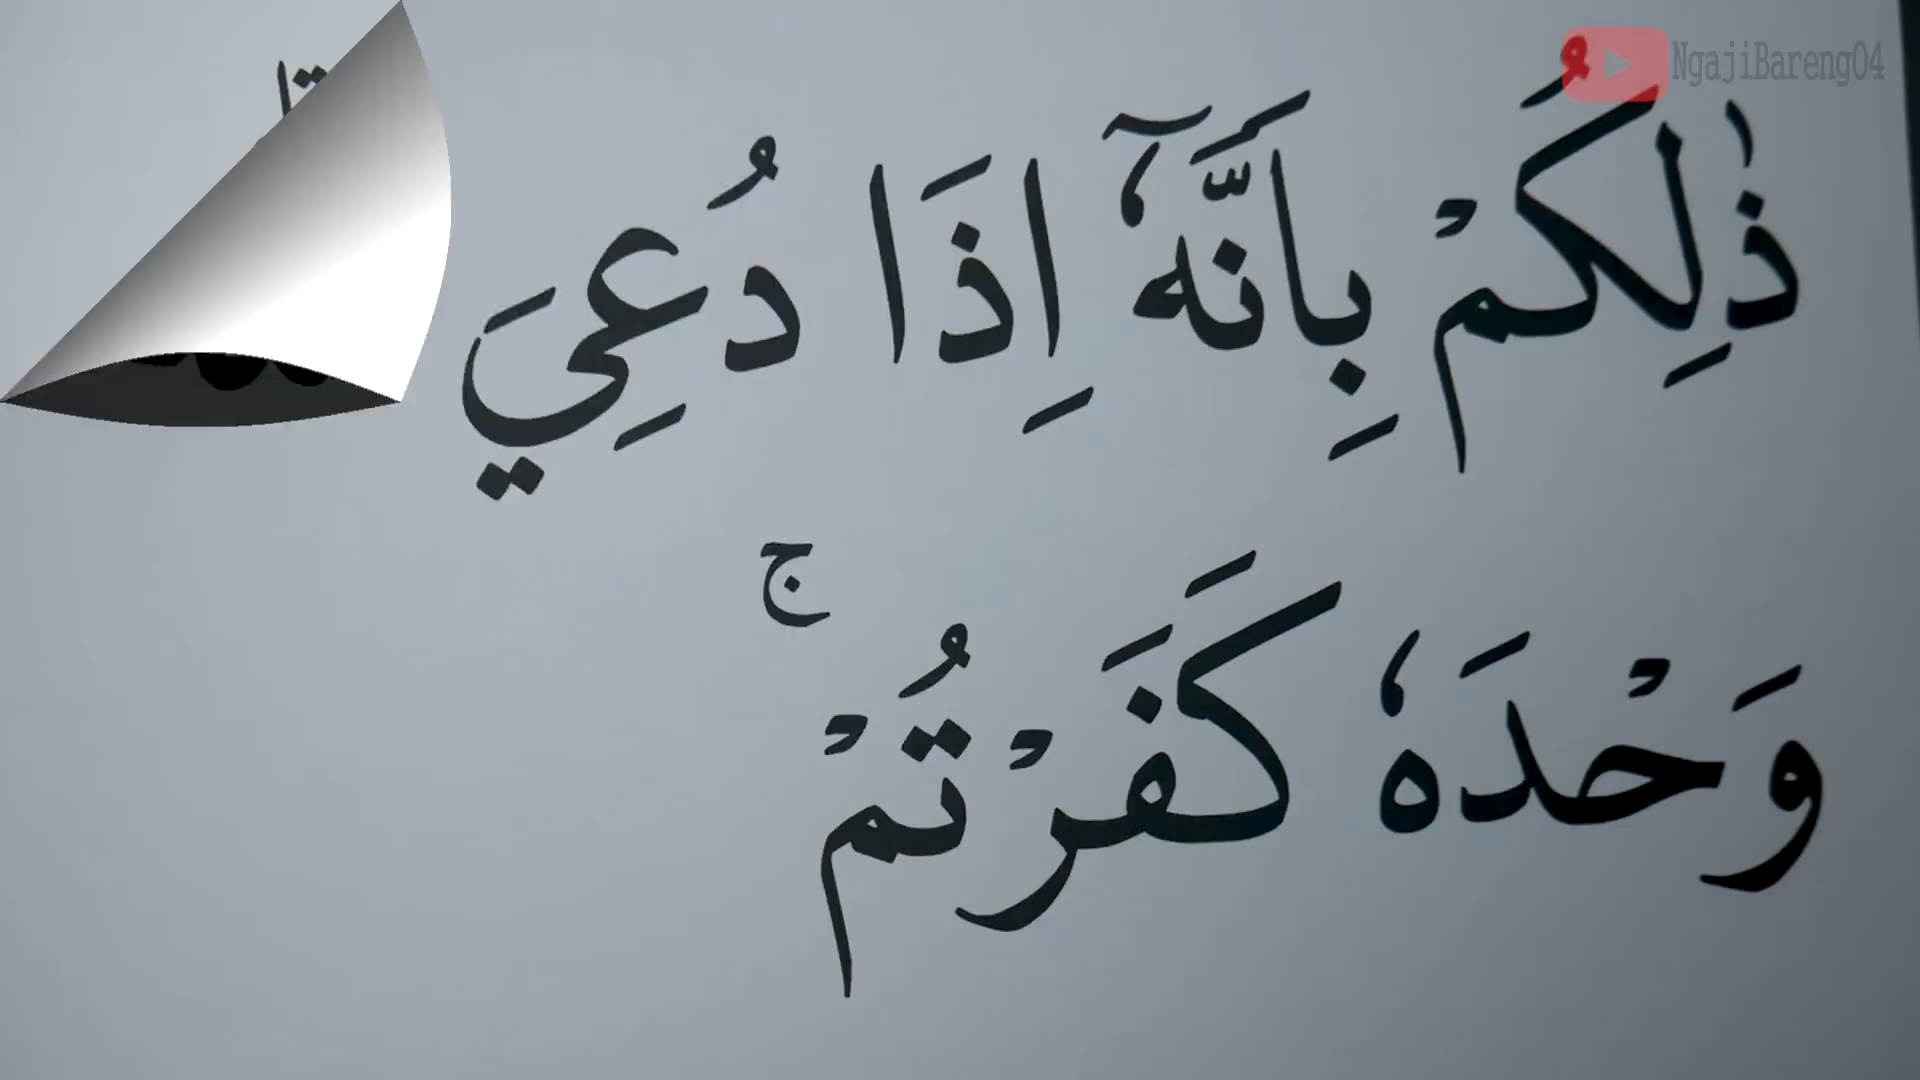 NgajiBareng04
ذٰلِكُمْ بِاَنَّهٗٓ اِذَا دُعِيَ
وَحْدَهٗ كَفَرْتُمْ ۚ